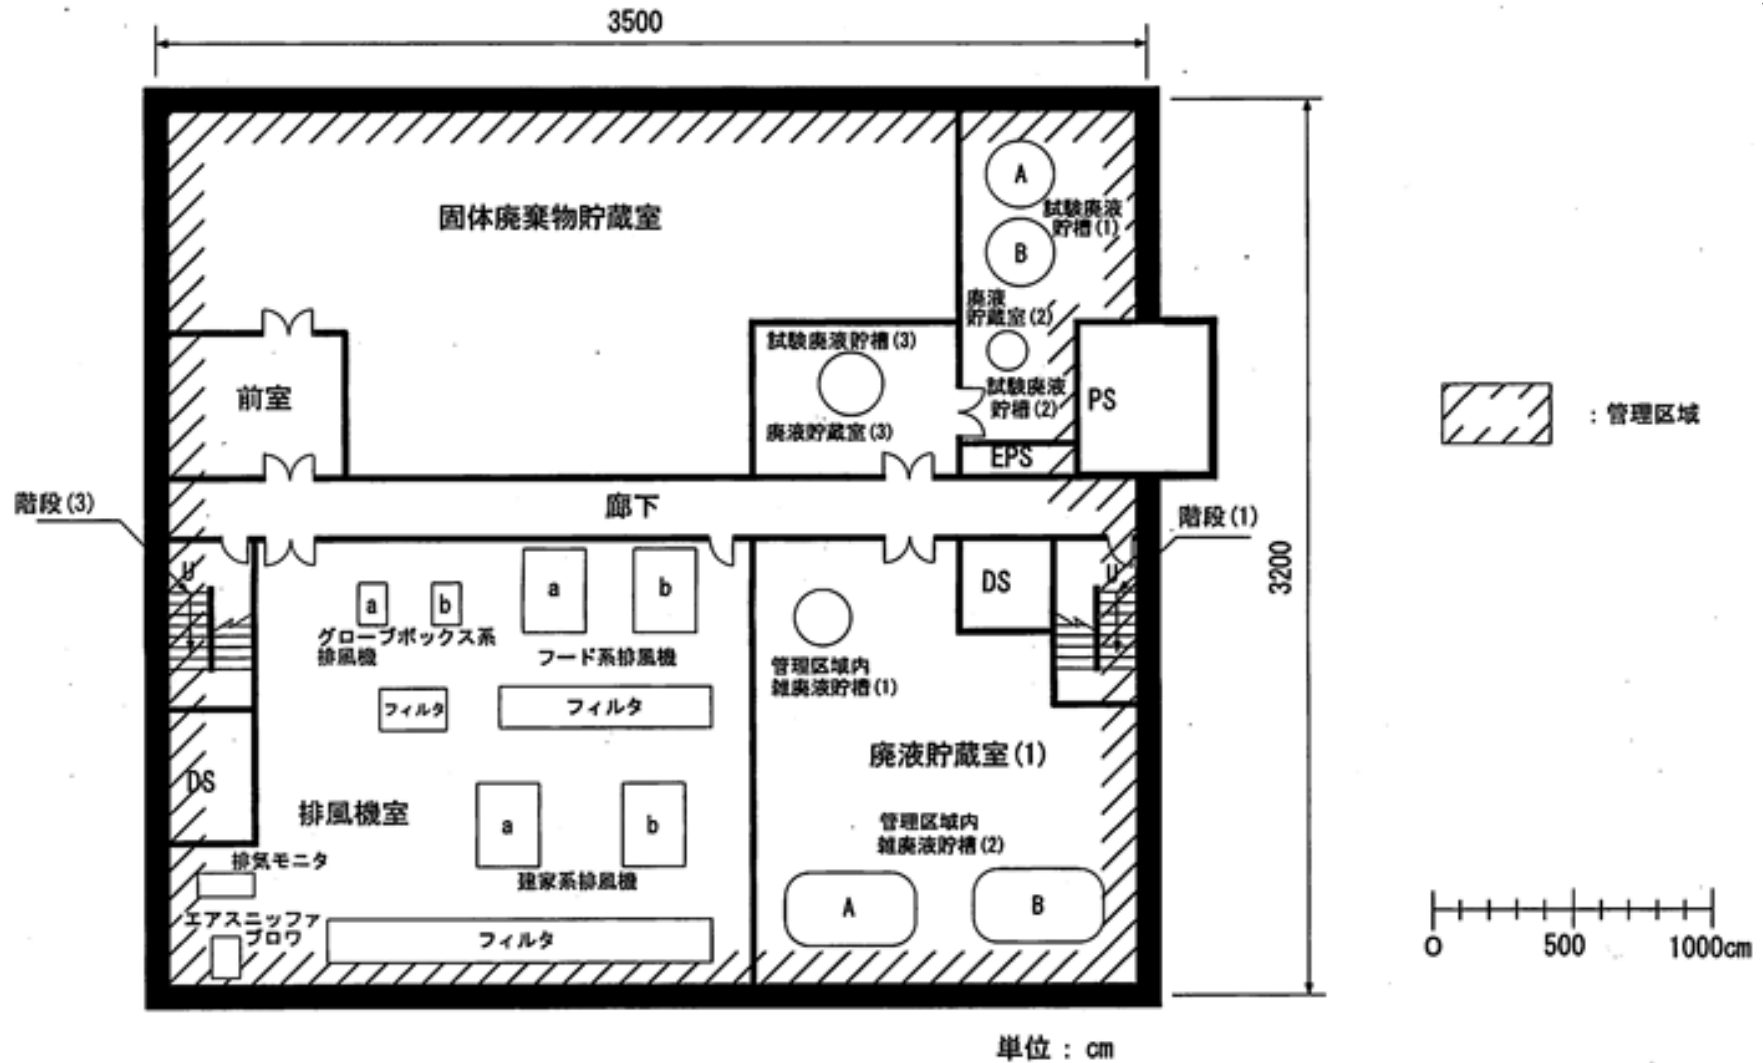 3500
固体廃棄物貯蔵室
A
試験廃液
貯槽(1)
B
廃液
貯蔵室(2)
試験廃液貯槽(3)
試験廃液
貯槽(2)
廃液貯蔵室(3)
前室
PS
EPS
:管理区域
廊下
階段(3)
階段(1)
3200
U
a
b
グローブボックス系
排風機
a
b
フード系排風機
フィルタ
フィルタ
DS
U
管理区域内
雑廃液貯槽(1)
廃液貯蔵室(1)
DS
排風機室
a
b
建家系排風機
排気モニタ
エアスニッファ
ブロワ
フィルタ
管理区域内
雑廃液貯槽(2)
A
B
0 500 1000cm
単位:cm